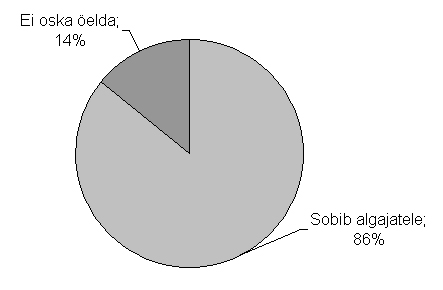 Ei oska öelda;
14%
Sobib algajatele;
86%